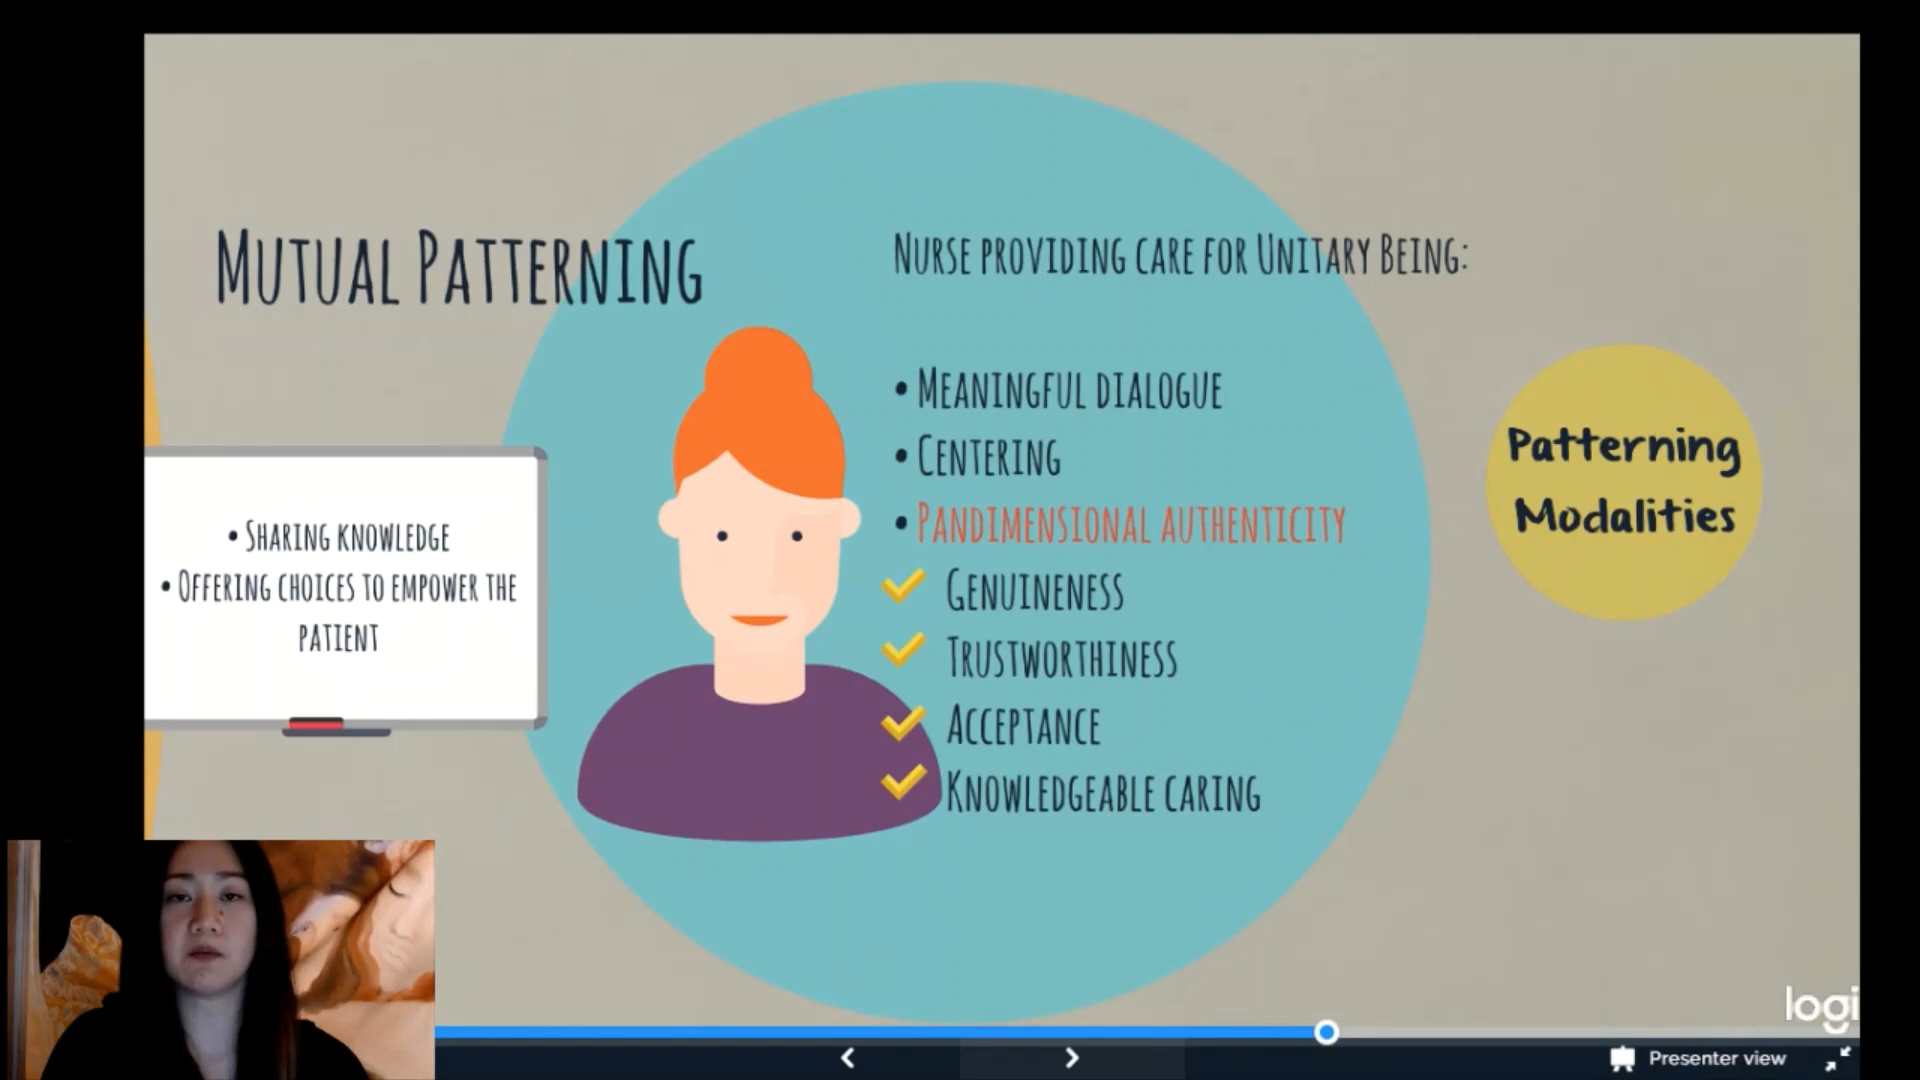 Mutual Patterning
Nurse providing care for Unitary Being:
• Meaningful dialogue
• Centering
• Pandimensional authenticity
Genuineness
Trustworthiness
Acceptance
Knowledgeable caring
• Sharing knowledge
• Offering choices to empower the
patient
Patterning
Modalities
logi
Presenter view